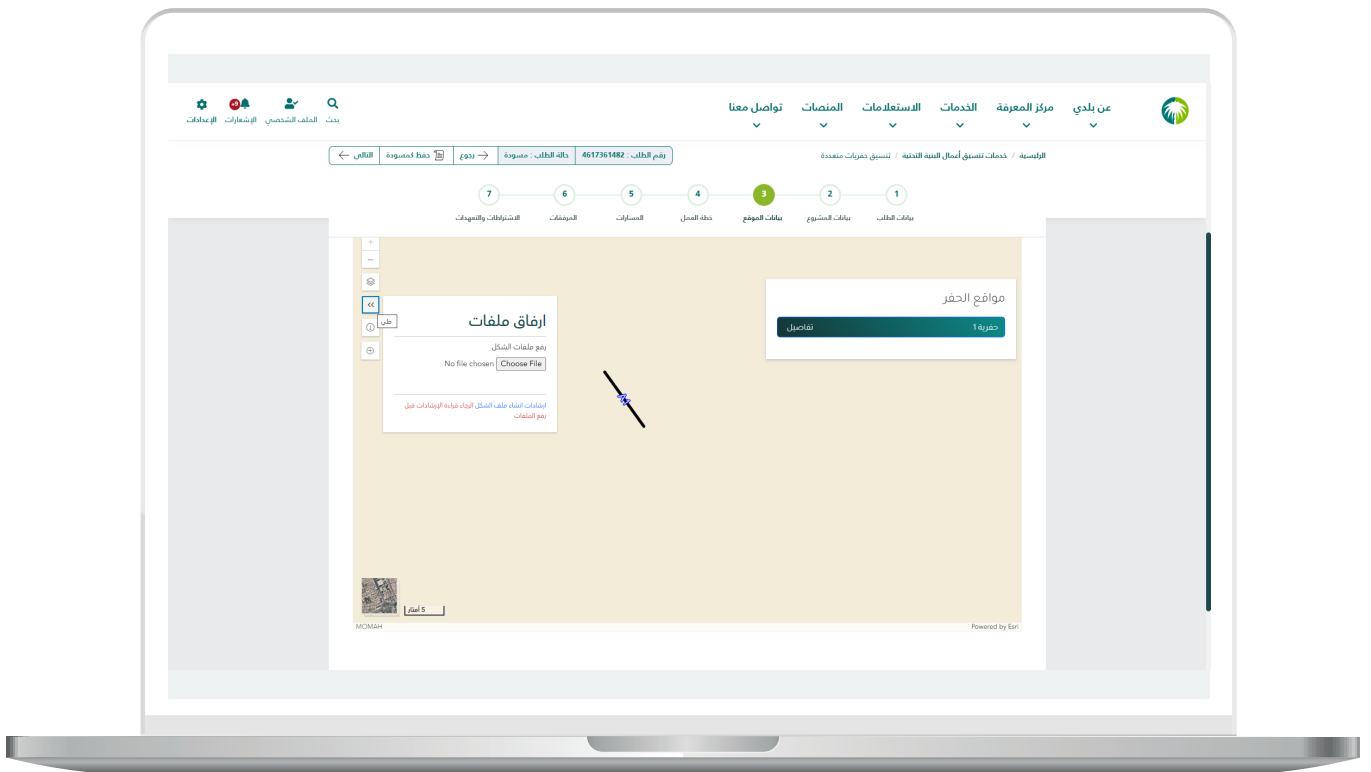 عن بلدي
مركز المعرفة
الخدمات
الاستعلامات
المنصات
تواصل معنا
بحث
الملف الشخصي
الإشعارات
+9
الإعدادات
الرئيسية / خدمات تنسيق أعمال البنية التحتية / تنسيق حفريات متعددة
رقم الطلب : 4617361482
حالة الطلب : مسودة
رجوع
حفظ كمسودة
التالي
1
2
3
4
5
6
7
بيانات الطلب
بيانات المشروع
بيانات الموقع
خطة العمل
المسارات
المرفقات
الاشتراطات والتعهدات
مواقع الحفر
حفرية 1
تفاصيل
طي
ارفاق ملفات
رفع ملفات الشكل
Choose File No file chosen
ارشادات انشاء ملف الشكل الرجاء قراءة الإرشادات قبل
رفع الملفات
5 أمتار
MOMAH
Powered by Esri